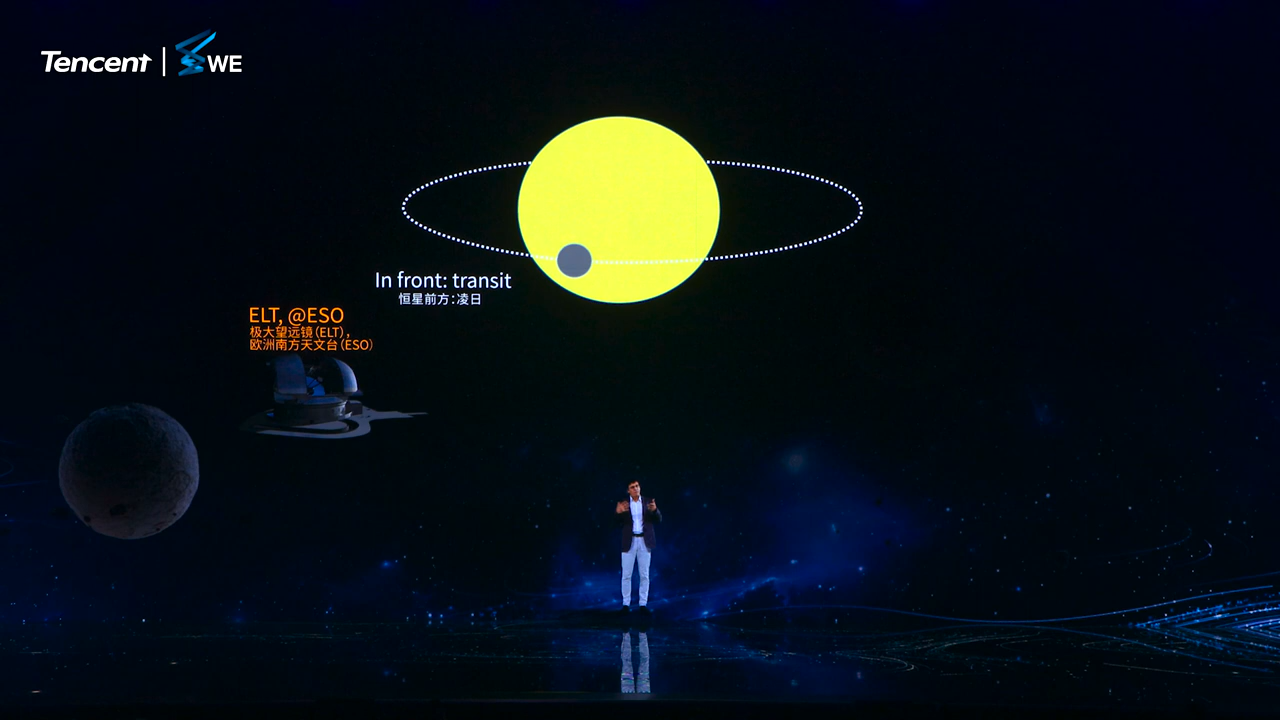 Tencent | WE
In front: transit
恒星前方：凌日
ELT, @ESO
极大望远镜（ELT），
欧洲南方天文台（ESO）